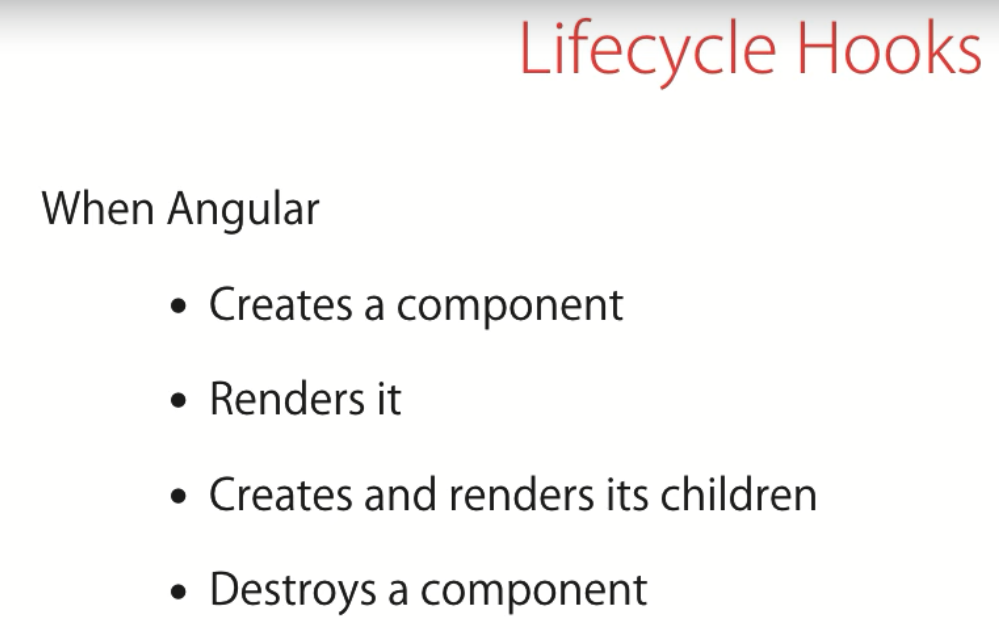 Lifecycle Hooks
When Angular
• Creates a component
• Renders it
• Creates and renders its children
• Destroys a component